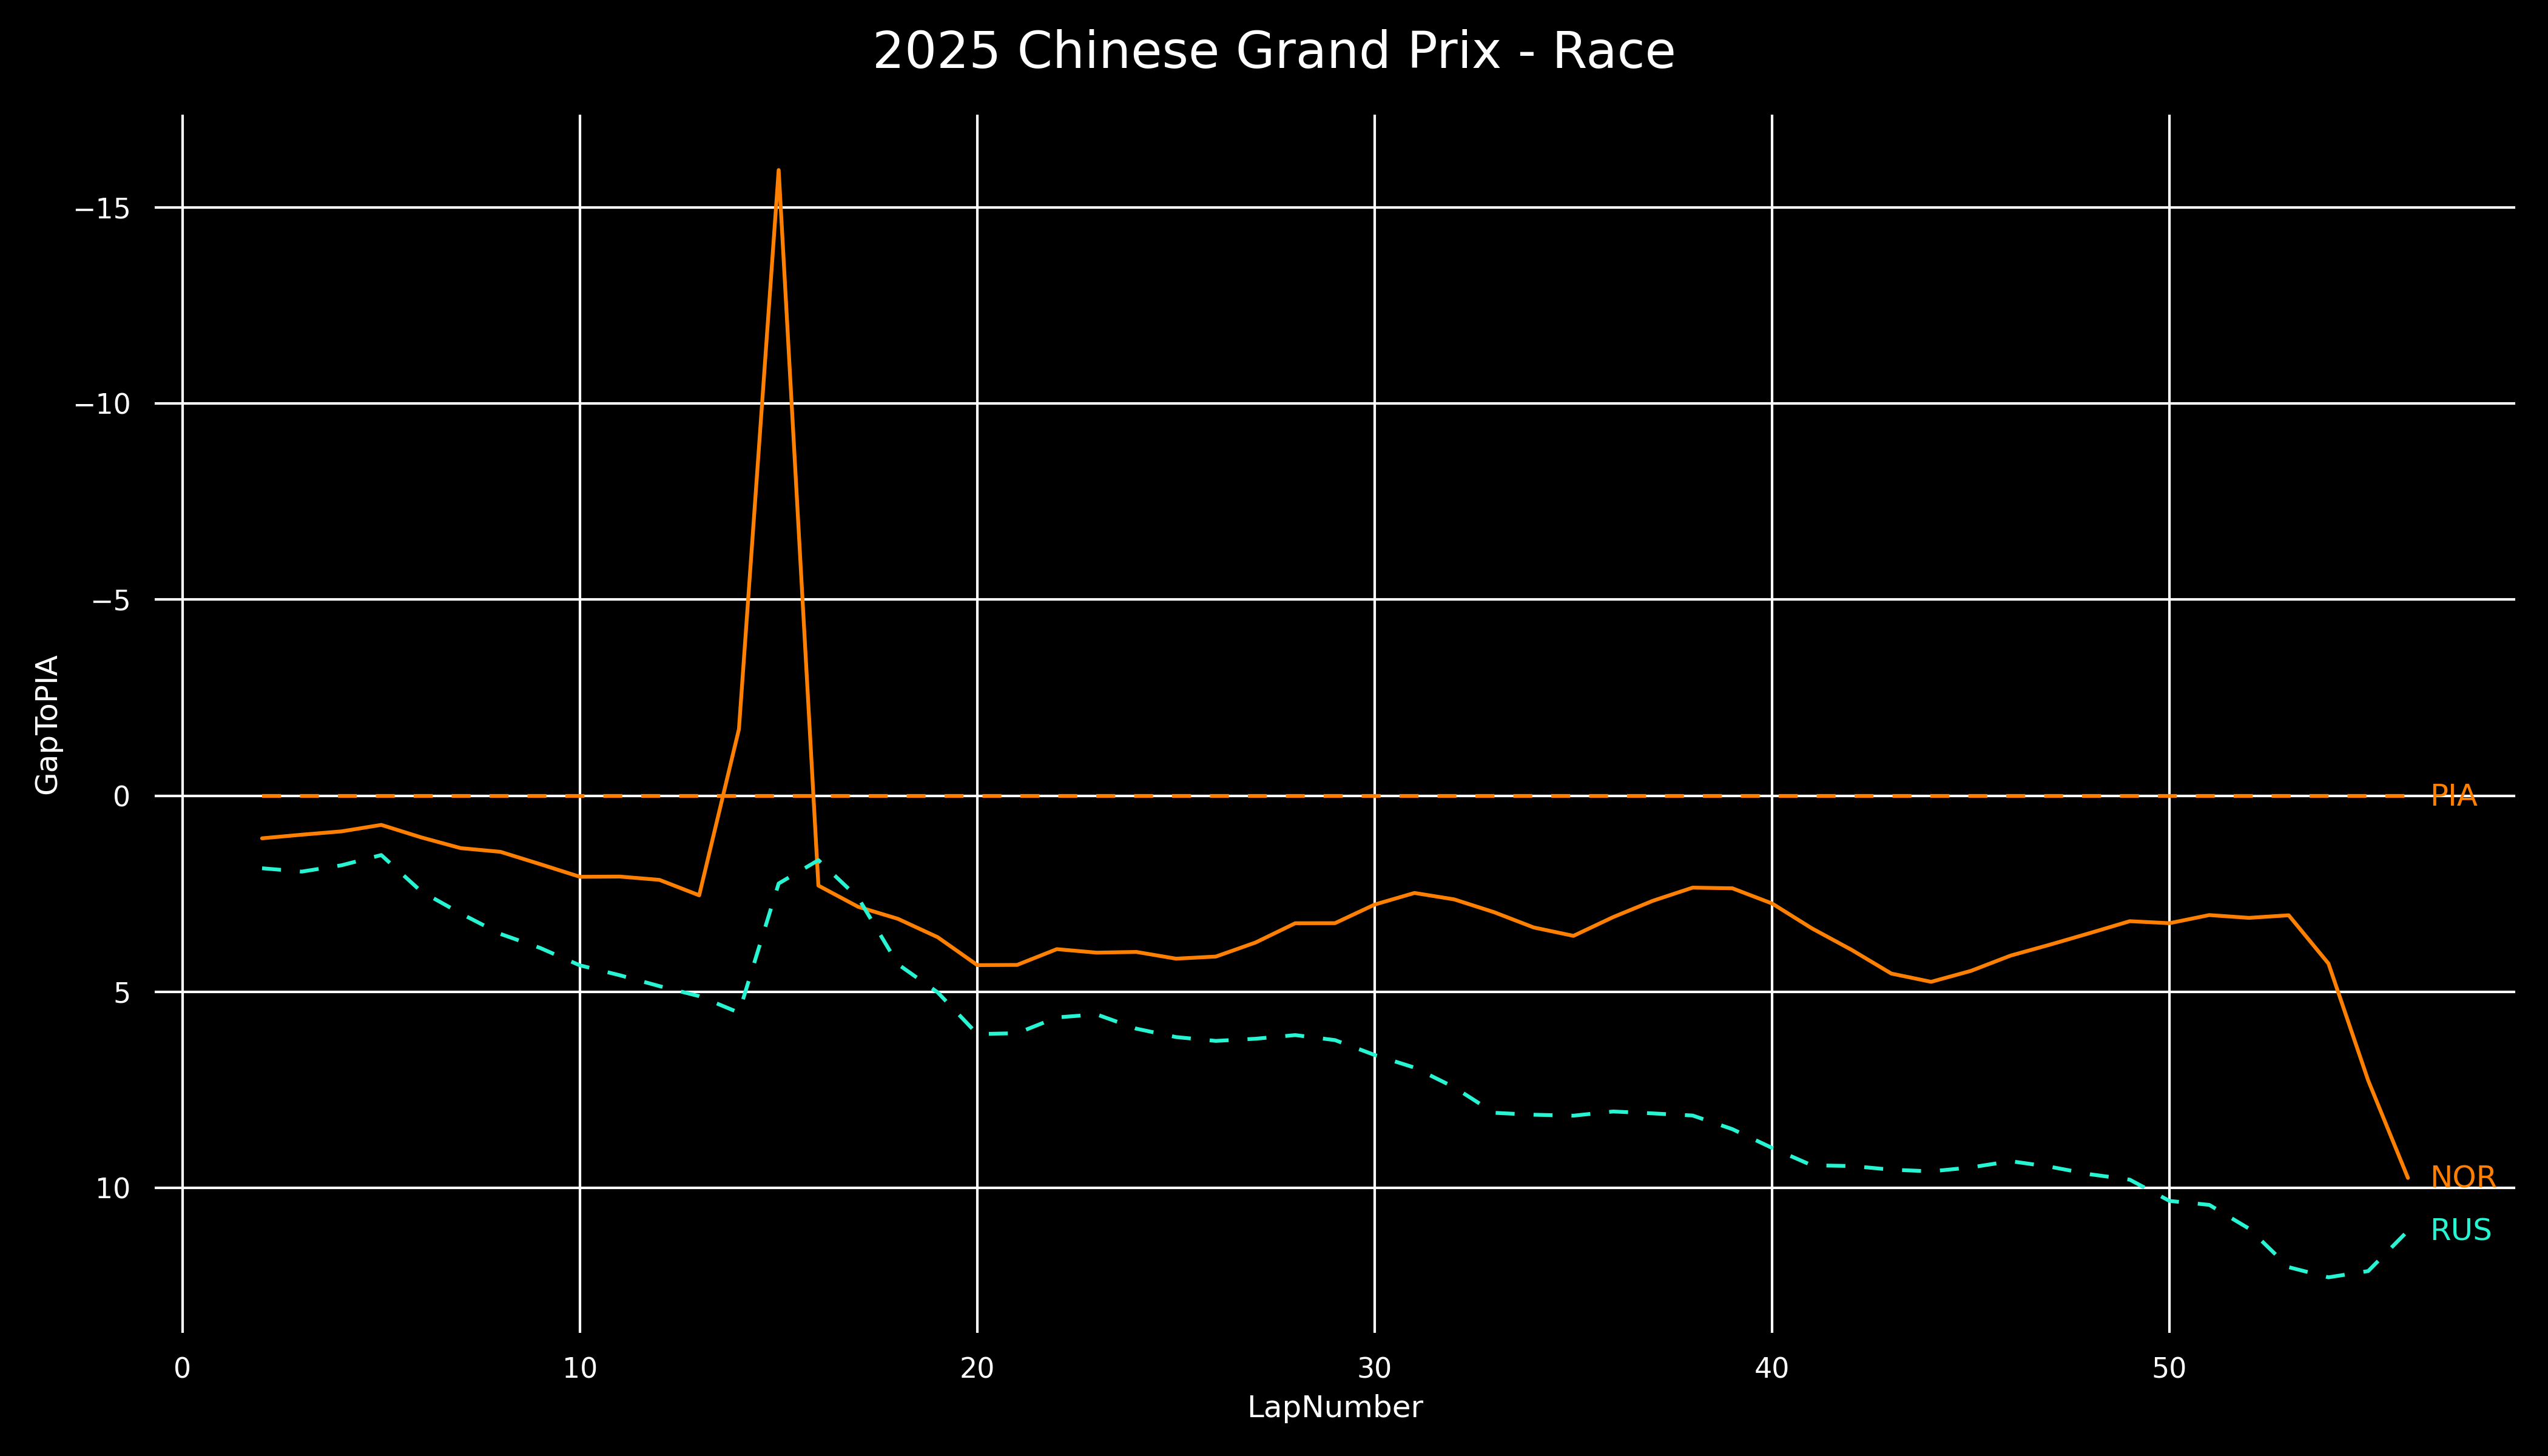 2025 Chinese Grand Prix - Race
−15
−10
−5
0
5
10
GapToPIA
PIA
NOR
RUS
0 10 20 30 40 50
LapNumber